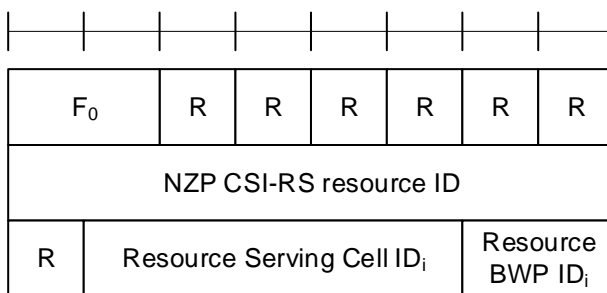 F₀ R R R R R R
NZP CSI-RS resource ID
R Resource Serving Cell IDᵢ Resource
BWP IDᵢ